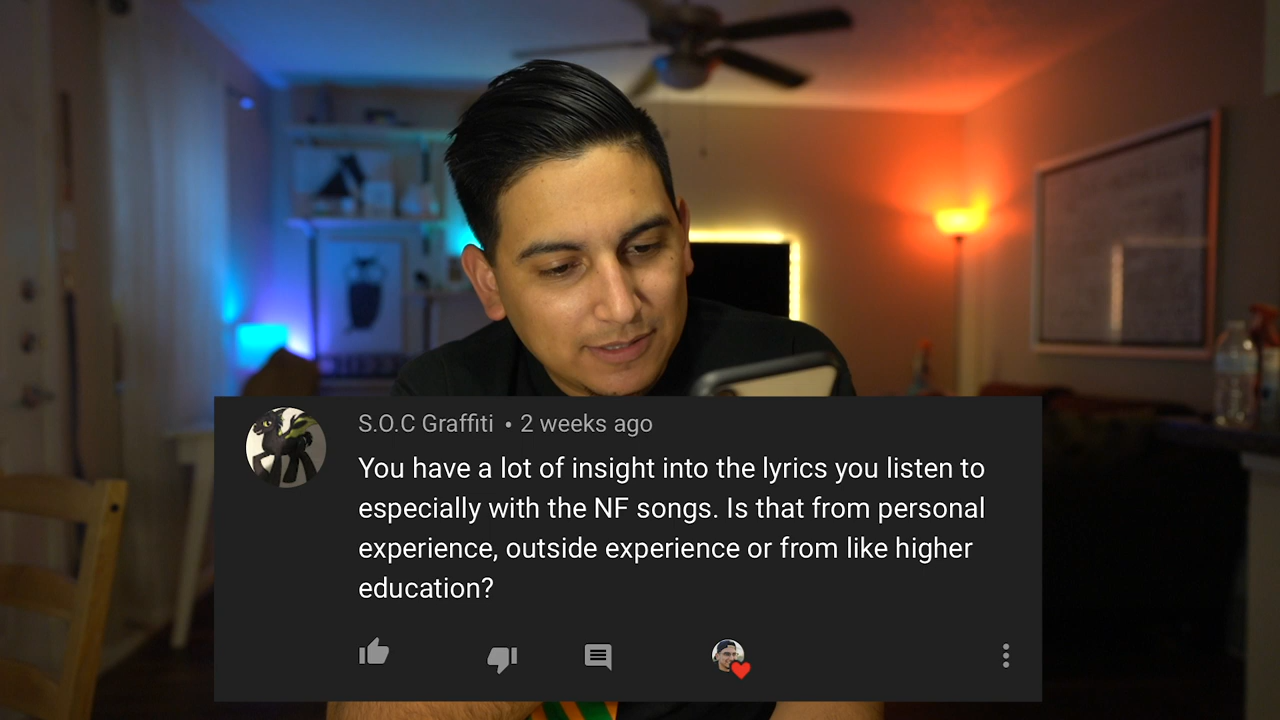 S.O.C Graffiti • 2 weeks ago
You have a lot of insight into the lyrics you listen to
especially with the NF songs. Is that from personal
experience, outside experience or from like higher
education?